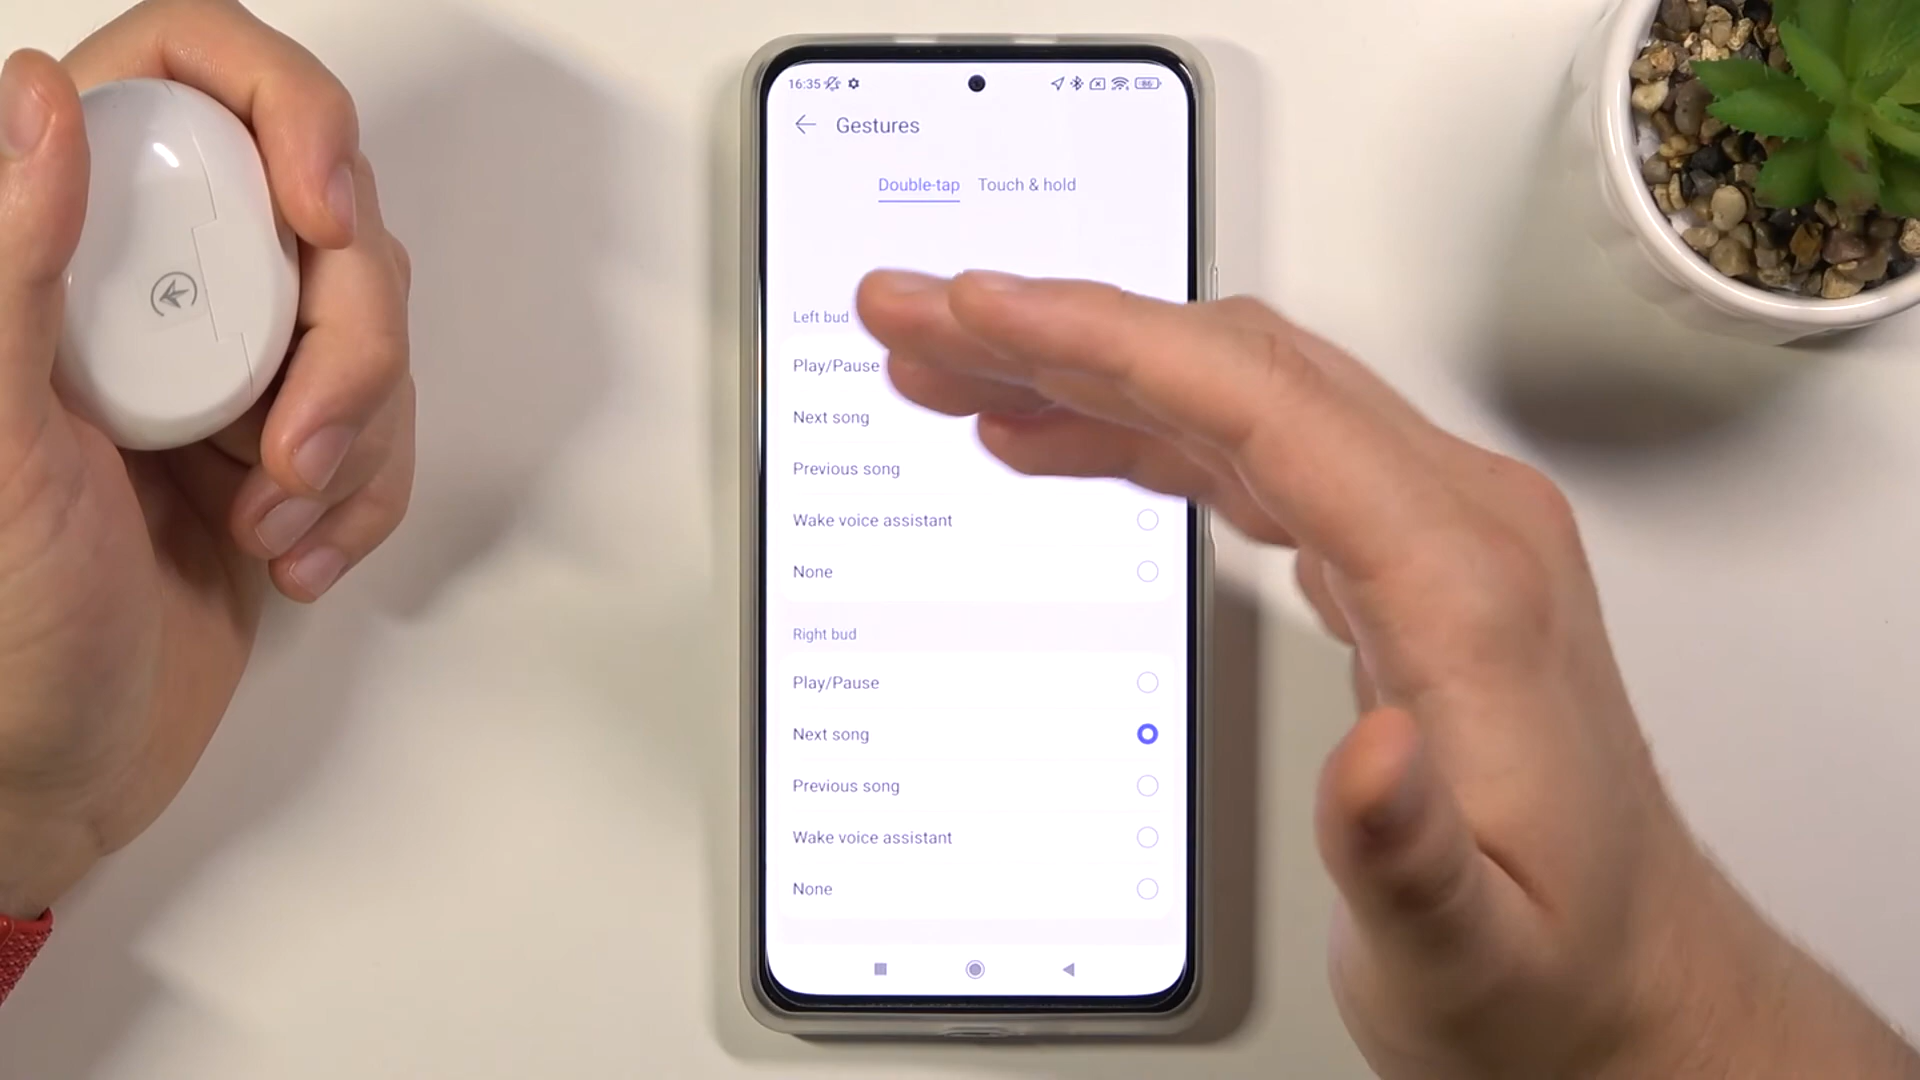 16:35
86
Gestures
Double-tap Touch & hold
Left bud
Play/Pause
Next song
Previous song
Wake voice assistant
None
Right bud
Play/Pause
Next song
Previous song
Wake voice assistant
None